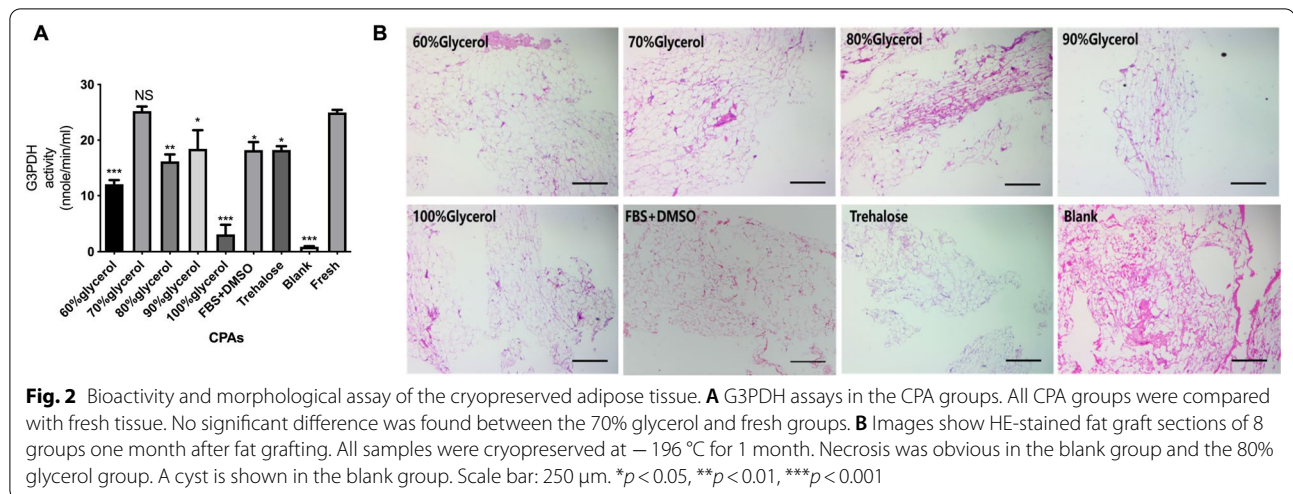 A
30
20
10
0
G3PDH
activity
(nmole/min/ml)
***
NS
**
*
***
*
*
***
60%glycerol
70%glycerol
80%glycerol
90%glycerol
100%glycerol
FBS+DMSO
Trehalose
Blank
Fresh
CPAs
B
60%Glycerol
70%Glycerol
80%Glycerol
90%Glycerol
100%Glycerol
FBS+DMSO
Trehalose
Blank
Fig. 2 Bioactivity and morphological assay of the cryopreserved adipose tissue. A G3PDH assays in the CPA groups. All CPA groups were compared
with fresh tissue. No significant difference was found between the 70% glycerol and fresh groups. B Images show HE-stained fat graft sections of 8
groups one month after fat grafting. All samples were cryopreserved at − 196 °C for 1 month. Necrosis was obvious in the blank group and the 80%
glycerol group. A cyst is shown in the blank group. Scale bar: 250 μm. *p < 0.05, **p < 0.01, ***p < 0.001